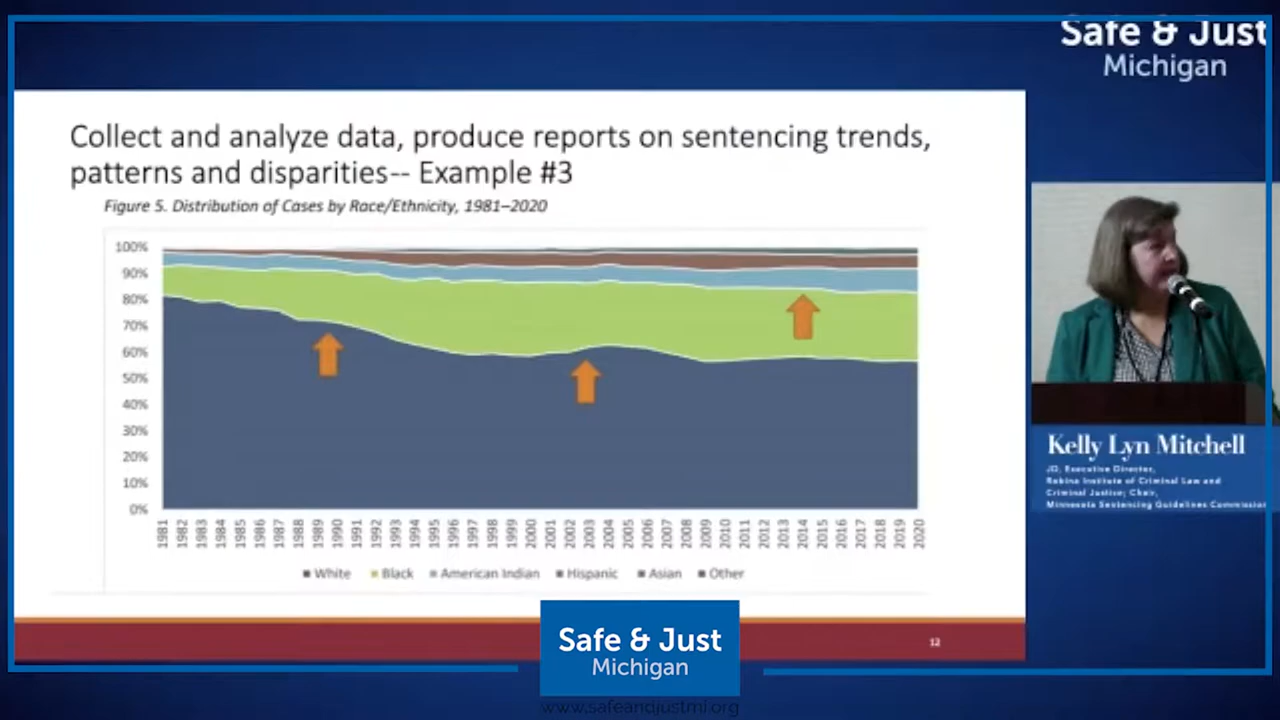 Safe & Just
Michigan
Collect and analyze data, produce reports on sentencing trends,
patterns and disparities-- Example #3
Figure 5. Distribution of Cases by Race/Ethnicity, 1981–2020
100%
90%
80%
70%
60%
50%
40%
30%
20%
10%
0%
1981 1982 1983 1984 1985 1986 1987 1988 1989 1990 1991 1992 1993 1994 1995 1996 1997 1998 1999 2000 2001 2002 2003 2004 2005 2006 2007 2008 2009 2010 2011 2012 2013 2014 2015 2016 2017 2018 2019 2020
White Black American Indian Hispanic Asian Other
12
Kelly Lyn Mitchell
JD, Executive Director,
Robina Institute of Criminal Law and
Criminal Justice; Chair,
Minnesota Sentencing Guidelines Commission
Safe & Just
Michigan
www.safeandjustmi.org